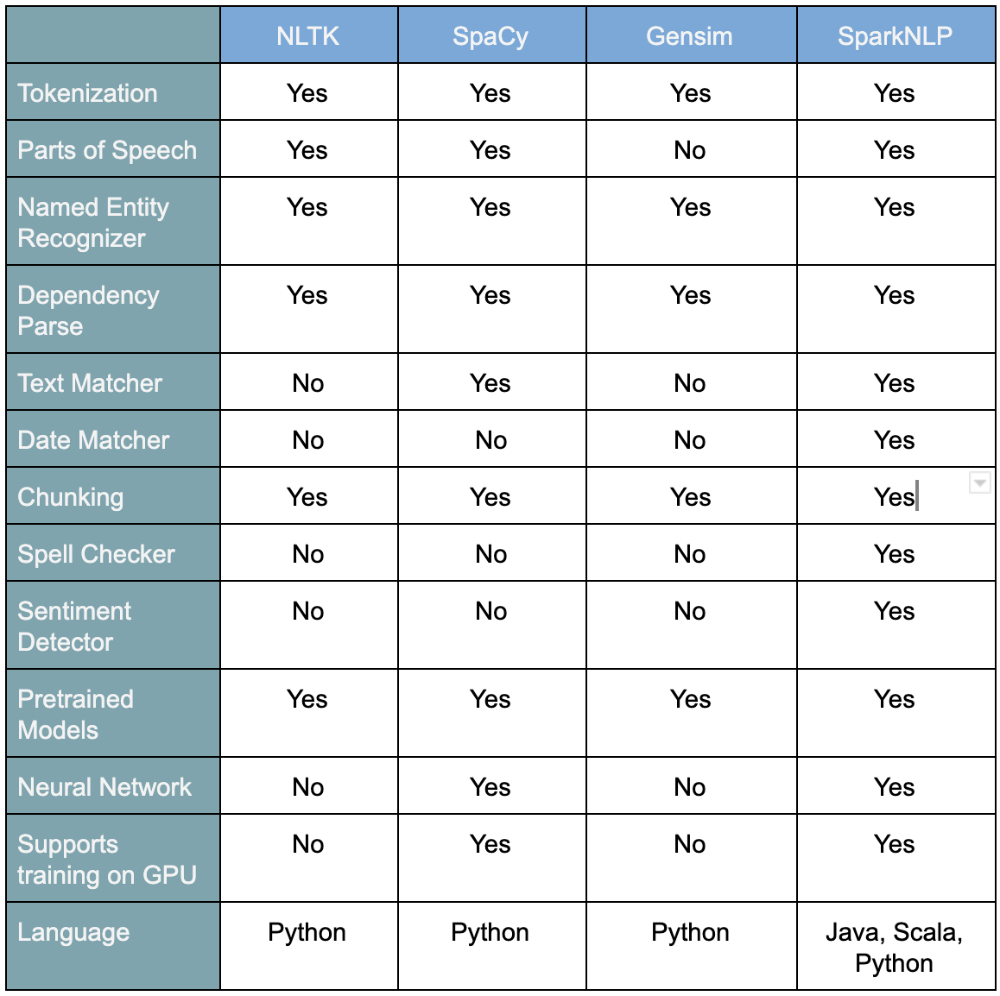 NLTK SpaCy Gensim SparkNLP
Tokenization Yes Yes Yes Yes
Parts of Speech Yes Yes No Yes
Named Entity Yes Yes Yes Yes
Recognizer
Dependency Yes Yes Yes Yes
Parse
Text Matcher No Yes No Yes
Date Matcher No No No Yes
Chunking Yes Yes Yes Yes
Spell Checker No No No Yes
Sentiment No No No Yes
Detector
Pretrained Yes Yes Yes Yes
Models
Neural Network No Yes No Yes
Supports No Yes No Yes
training on GPU
Language Python Python Python Java, Scala,
Python